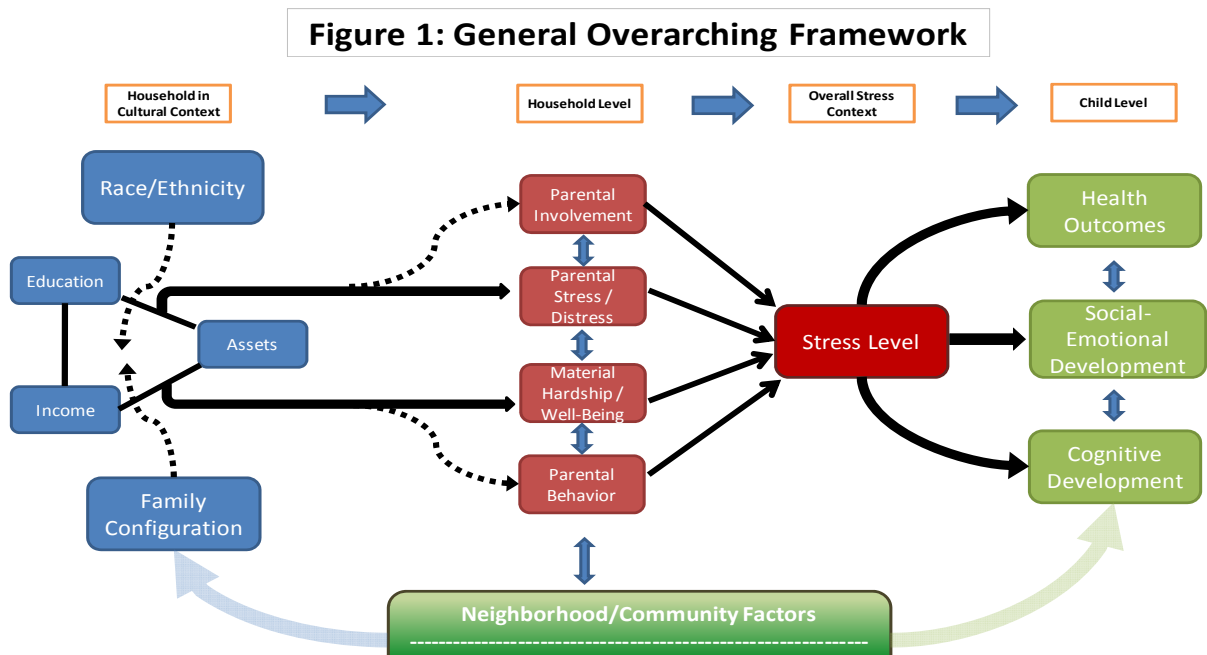 Figure 1: General Overarching Framework
Household in
Cultural Context
Household Level
Overall Stress
Context
Child Level
Race/Ethnicity
Education
Assets
Income
Family
Configuration
Parental
Involvement
Parental
Stress /
Distress
Material
Hardship /
Well-Being
Parental
Behavior
Stress Level
Health
Outcomes
Social-
Emotional
Development
Cognitive
Development
Neighborhood/Community Factors